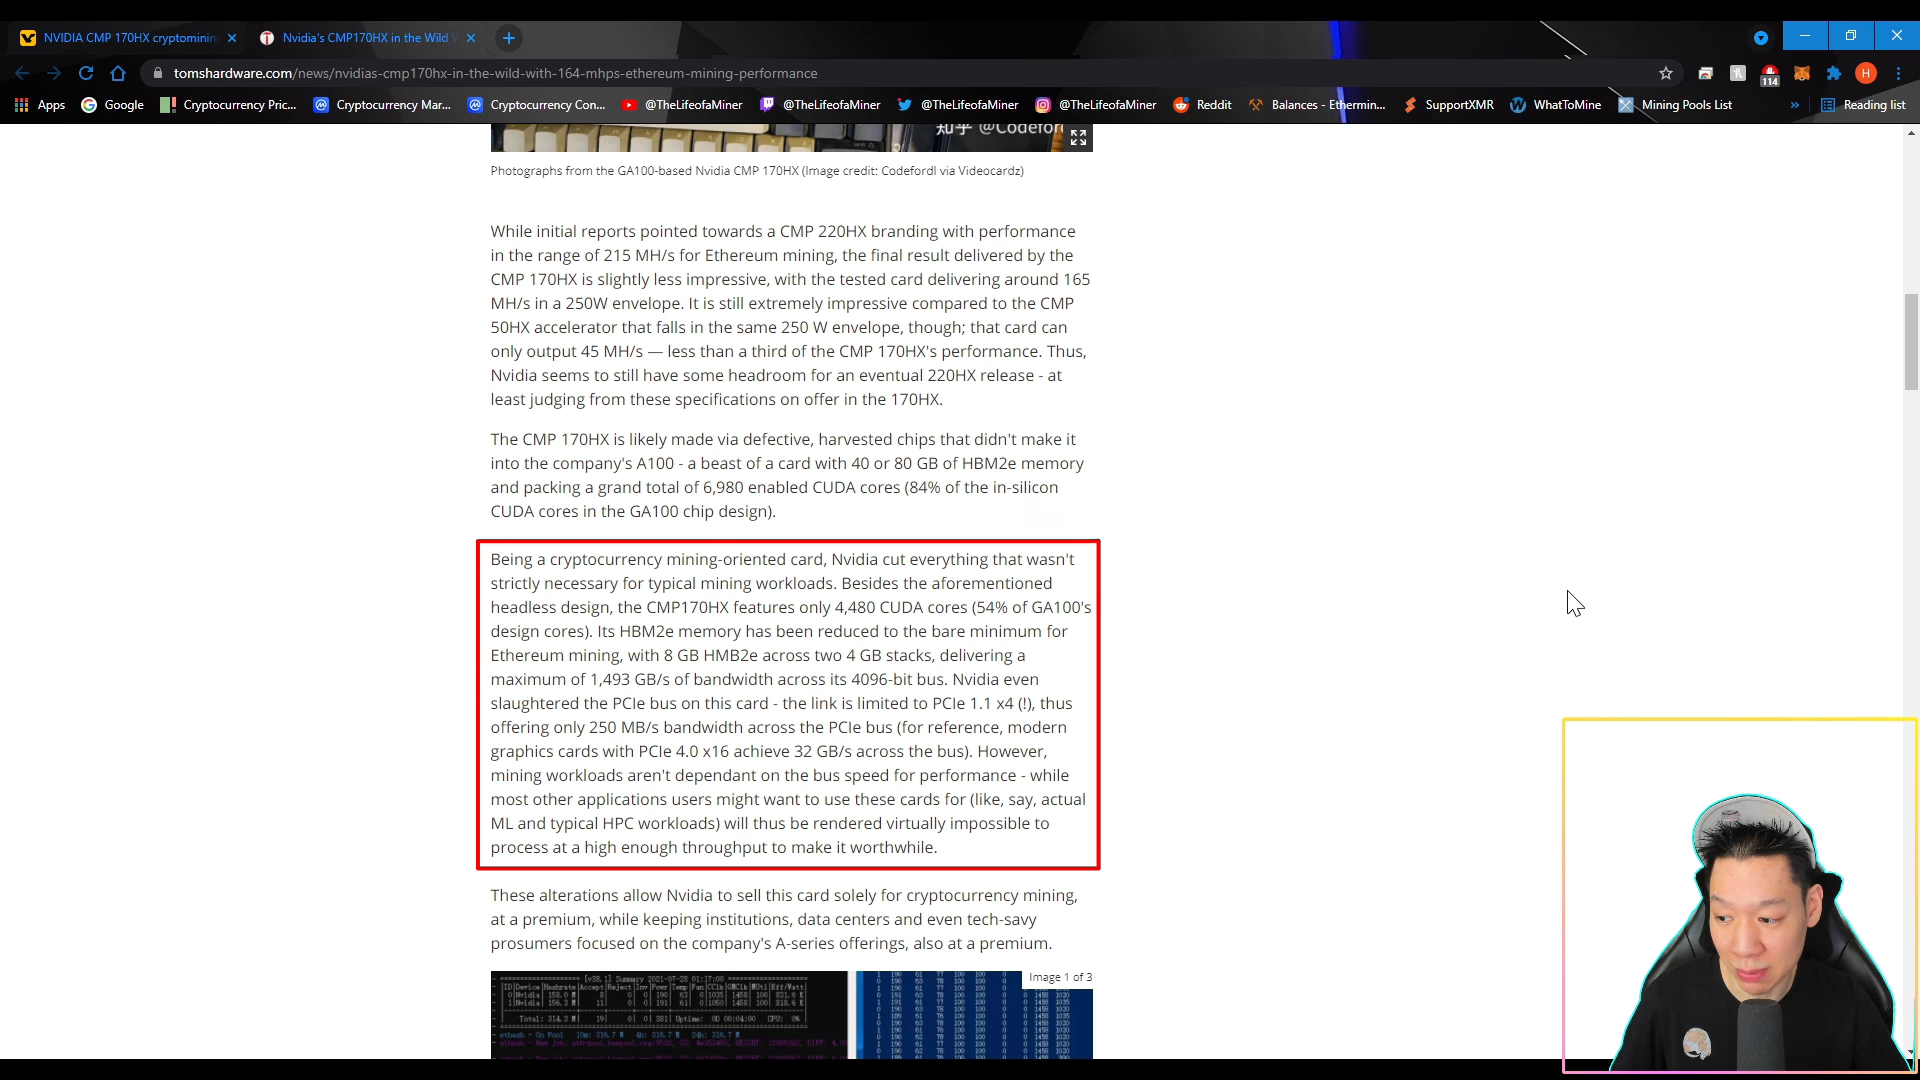 NVIDIA CMP 170HX cryptominin
Nvidia's CMP170HX in the Wild
tomshardware.com/news/nvidias-cmp170hx-in-the-wild-with-164-mhps-ethereum-mining-performance
114
H
Apps
Google
Cryptocurrency Pric...
Cryptocurrency Mar...
Cryptocurrency Con...
@TheLifeofaMiner
@TheLifeofaMiner
@TheLifeofaMiner
@TheLifeofaMiner
Reddit
Balances - Ethermin...
SupportXMR
WhatToMine
Mining Pools List
»
Reading list
知乎 @Codeford
Photographs from the GA100-based Nvidia CMP 170HX (Image credit: Codefordl via Videocardz)
While initial reports pointed towards a CMP 220HX branding with performance
in the range of 215 MH/s for Ethereum mining, the final result delivered by the
CMP 170HX is slightly less impressive, with the tested card delivering around 165
MH/s in a 250W envelope. It is still extremely impressive compared to the CMP
50HX accelerator that falls in the same 250 W envelope, though; that card can
only output 45 MH/s — less than a third of the CMP 170HX's performance. Thus,
Nvidia seems to still have some headroom for an eventual 220HX release - at
least judging from these specifications on offer in the 170HX.
The CMP 170HX is likely made via defective, harvested chips that didn't make it
into the company's A100 - a beast of a card with 40 or 80 GB of HBM2e memory
and packing a grand total of 6,980 enabled CUDA cores (84% of the in-silicon
CUDA cores in the GA100 chip design).
Being a cryptocurrency mining-oriented card, Nvidia cut everything that wasn't
strictly necessary for typical mining workloads. Besides the aforementioned
headless design, the CMP170HX features only 4,480 CUDA cores (54% of GA100's
design cores). Its HBM2e memory has been reduced to the bare minimum for
Ethereum mining, with 8 GB HMB2e across two 4 GB stacks, delivering a
maximum of 1,493 GB/s of bandwidth across its 4096-bit bus. Nvidia even
slaughtered the PCIe bus on this card - the link is limited to PCIe 1.1 x4 (!), thus
offering only 250 MB/s bandwidth across the PCIe bus (for reference, modern
graphics cards with PCIe 4.0 x16 achieve 32 GB/s across the bus). However,
mining workloads aren't dependant on the bus speed for performance - while
most other applications users might want to use these cards for (like, say, actual
ML and typical HPC workloads) will thus be rendered virtually impossible to
process at a high enough throughput to make it worthwhile.
These alterations allow Nvidia to sell this card solely for cryptocurrency mining,
at a premium, while keeping institutions, data centers and even tech-savy
prosumers focused on the company's A-series offerings, also at a premium.
Image 1 of 3